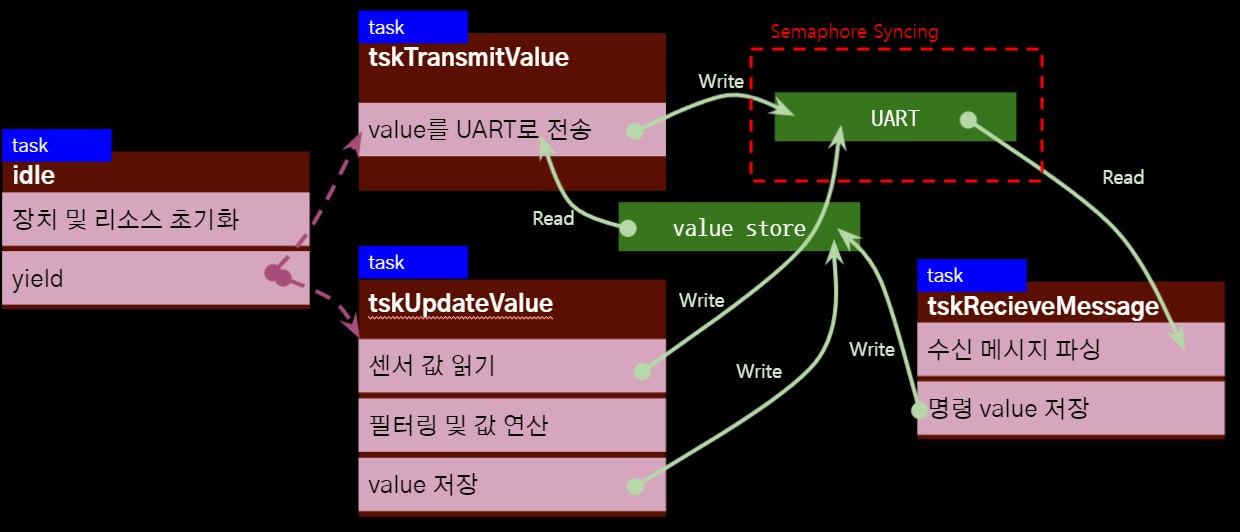 task
idle
장치 및 리소스 초기화
yield
task
tskTransmitValue
value를 UART로 전송
task
tskUpdateValue
센서 값 읽기
필터링 및 값 연산
value 저장
Semaphore Syncing
Write
UART
Read
Read
value store
Write
Write
Write
task
tskRecieveMessage
수신 메시지 파싱
명령 value 저장